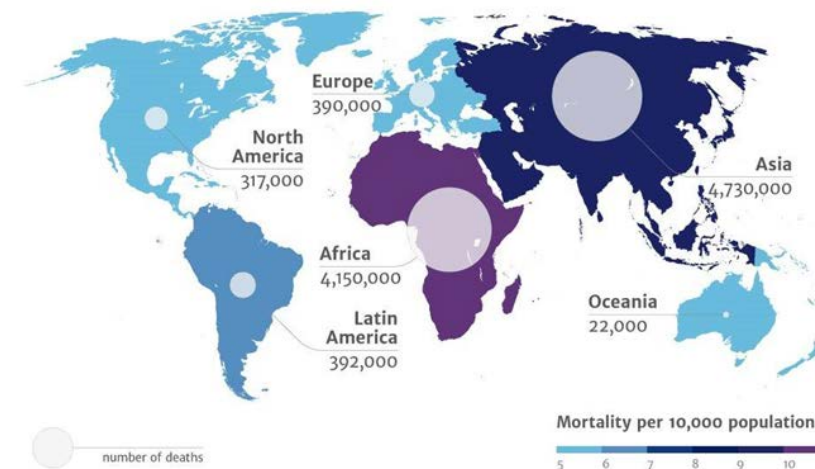 Europe
390,000
North
America
317,000
Asia
4,730,000
Africa
4,150,000
Oceania
22,000
Latin
America
392,000
Mortality per 10,000 population
number of deaths
5 6 7 8 9 10